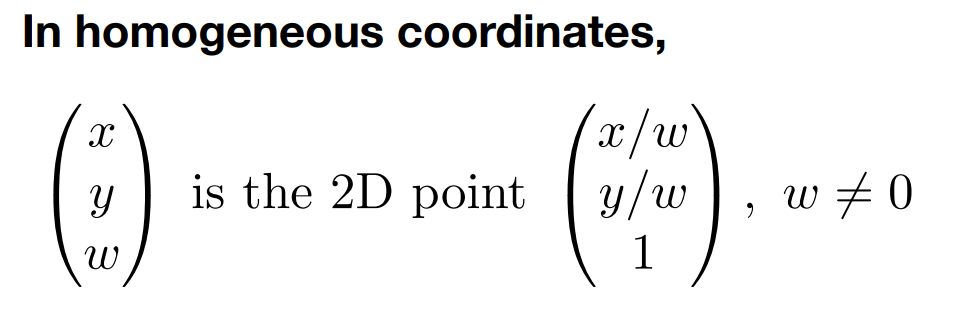 In homogeneous coordinates,
(x y w) is the 2D point (x/w y/w 1), w ≠ 0